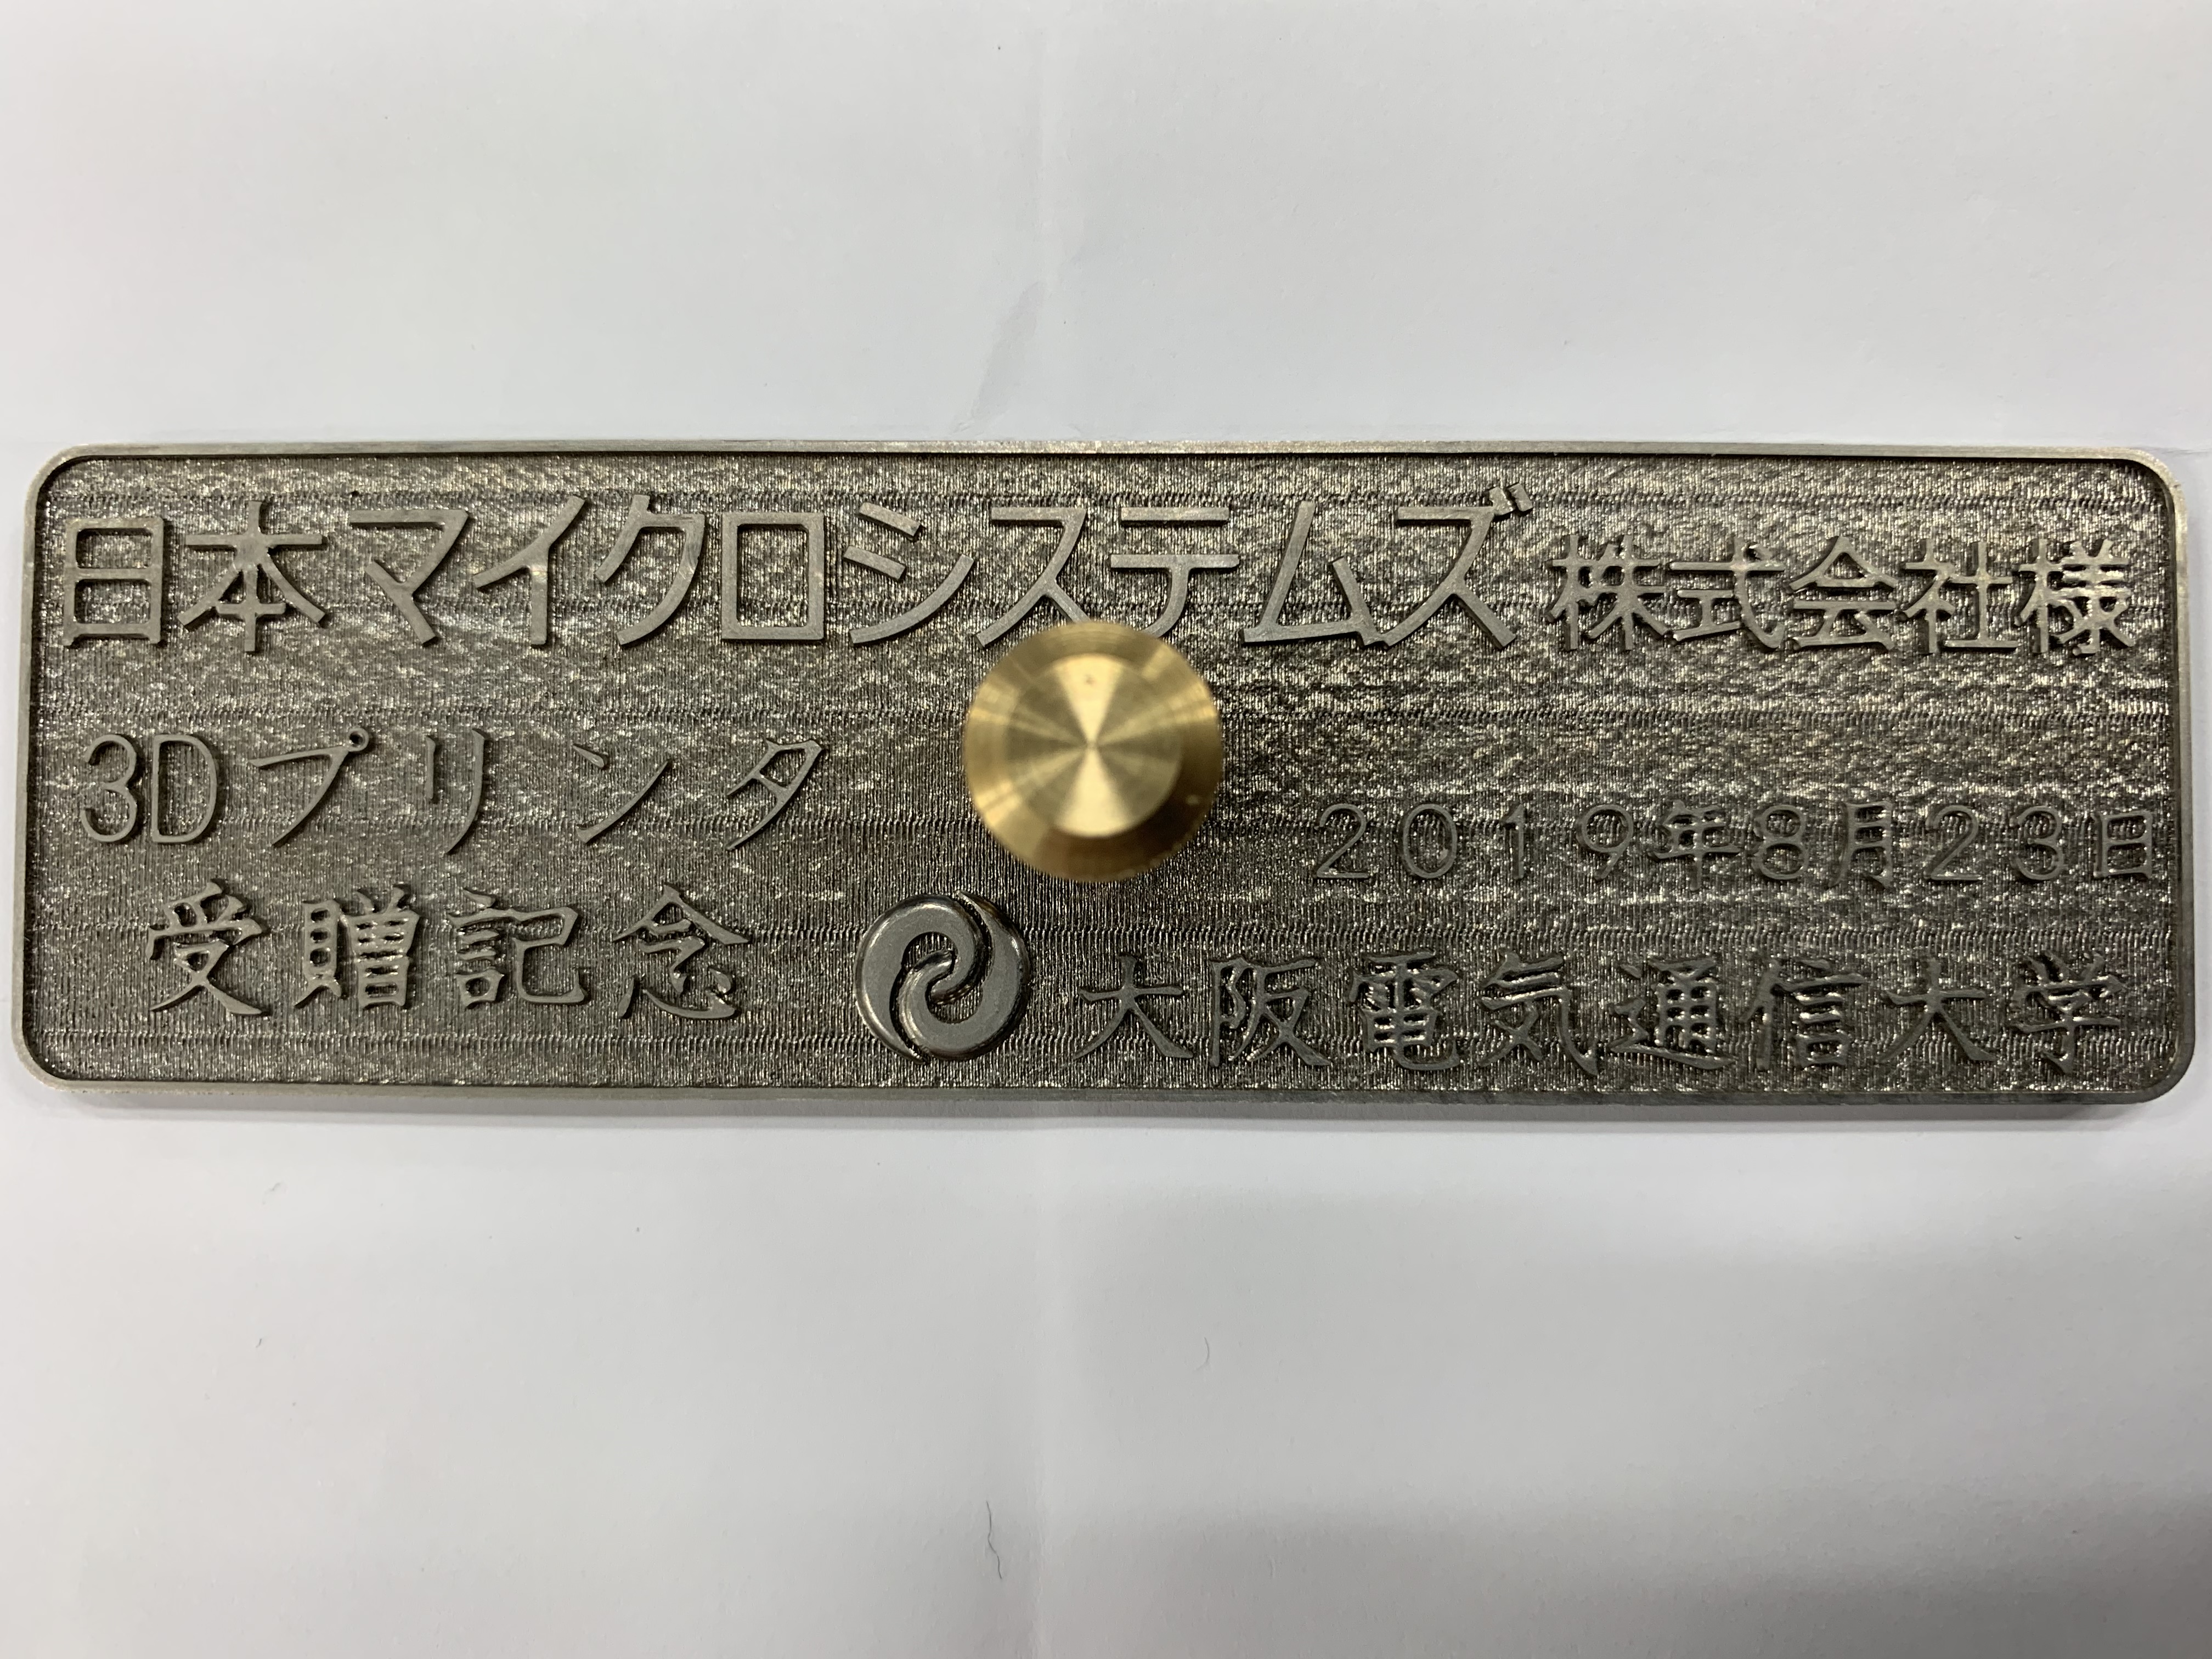 日本マイクロシステムズ株式会社様
3Dプリンタ
受贈記念
２０１９年８月２３日
大阪電気通信大学